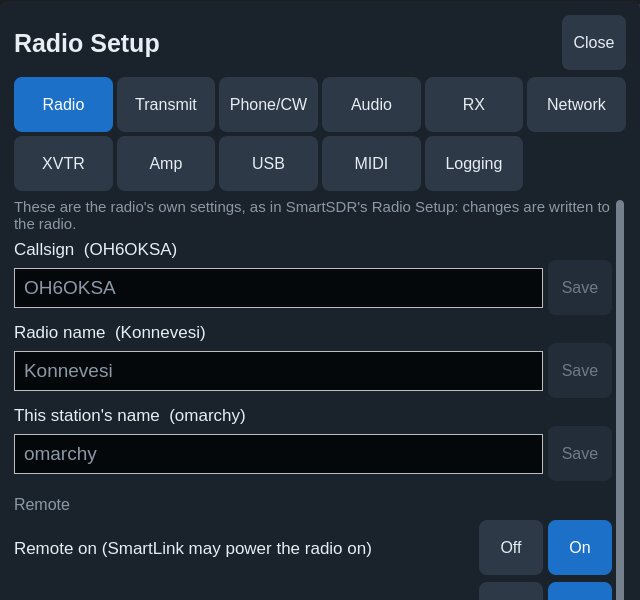 Radio Setup
Close
Radio
Transmit
Phone/CW
Audio
RX
Network
XVTR
Amp
USB
MIDI
Logging
These are the radio's own settings, as in SmartSDR's Radio Setup: changes are written to
the radio.
Callsign (OH6OKSA)
OH6OKSA
Save
Radio name (Konnevesi)
Konnevesi
Save
This station's name (omarchy)
omarchy
Save
Remote
Remote on (SmartLink may power the radio on)
Off
On